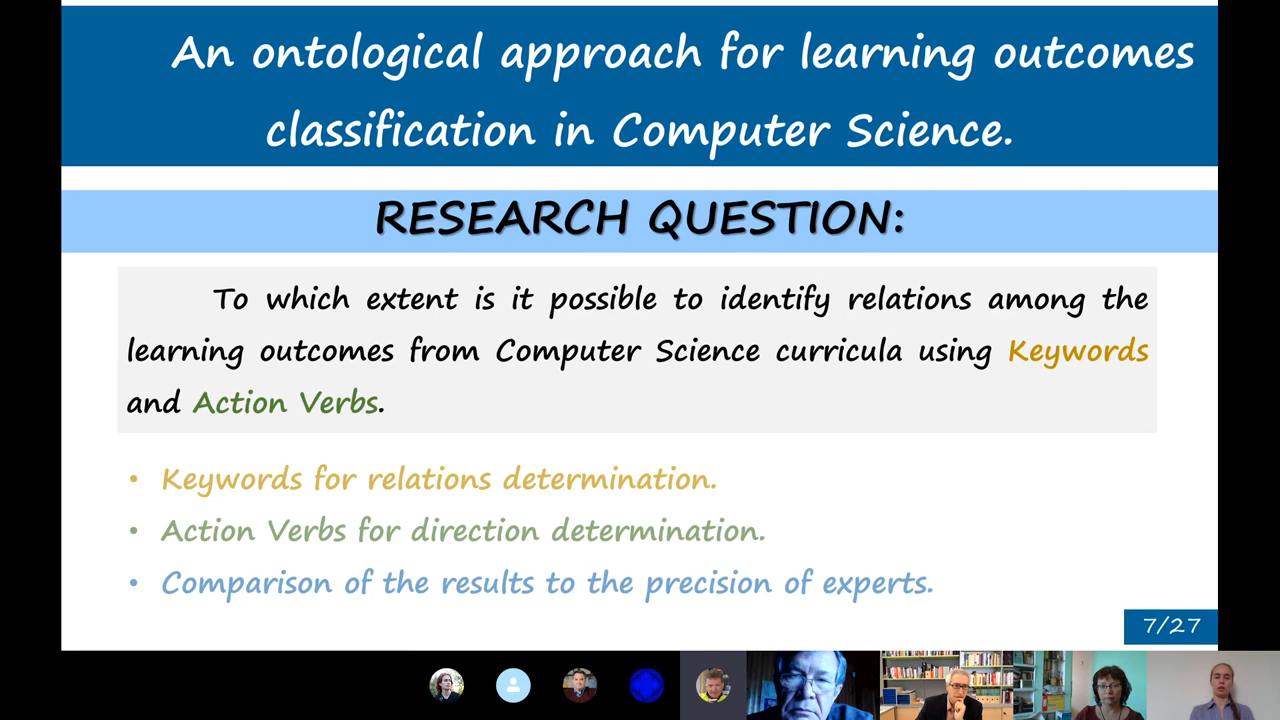 An ontological approach for learning outcomes
classification in Computer Science.
RESEARCH QUESTION:
To which extent is it possible to identify relations among the
learning outcomes from Computer Science curricula using Keywords
and Action Verbs.
• Keywords for relations determination.
• Action Verbs for direction determination.
• Comparison of the results to the precision of experts.
7/27